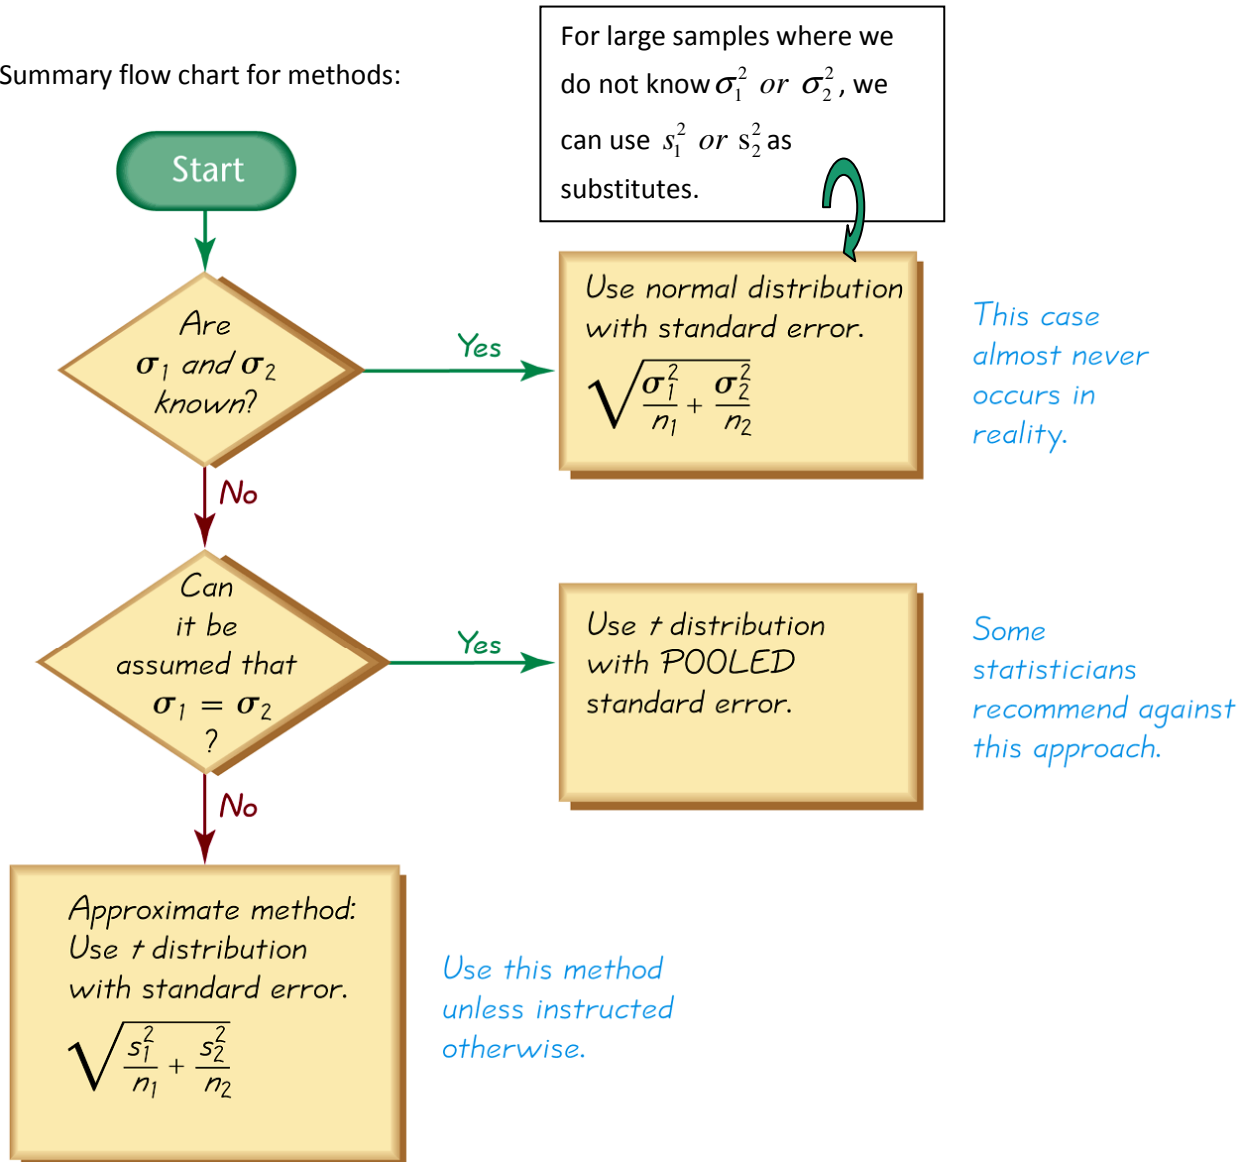 For large samples where we
do not know σ₁² or σ₂², we
can use s₁² or s₂² as
substitutes.
Summary flow chart for methods:
Start
Are
σ₁ and σ₂
known?
Yes
Use normal distribution
with standard error.
√(σ₁²/n₁ + σ₂²/n₂)
This case
almost never
occurs in
reality.
No
Can
it be
assumed that
σ₁ = σ₂
?
Yes
Use t distribution
with POOLED
standard error.
Some
statisticians
recommend against
this approach.
No
Approximate method:
Use t distribution
with standard error.
√(s₁²/n₁ + s₂²/n₂)
Use this method
unless instructed
otherwise.